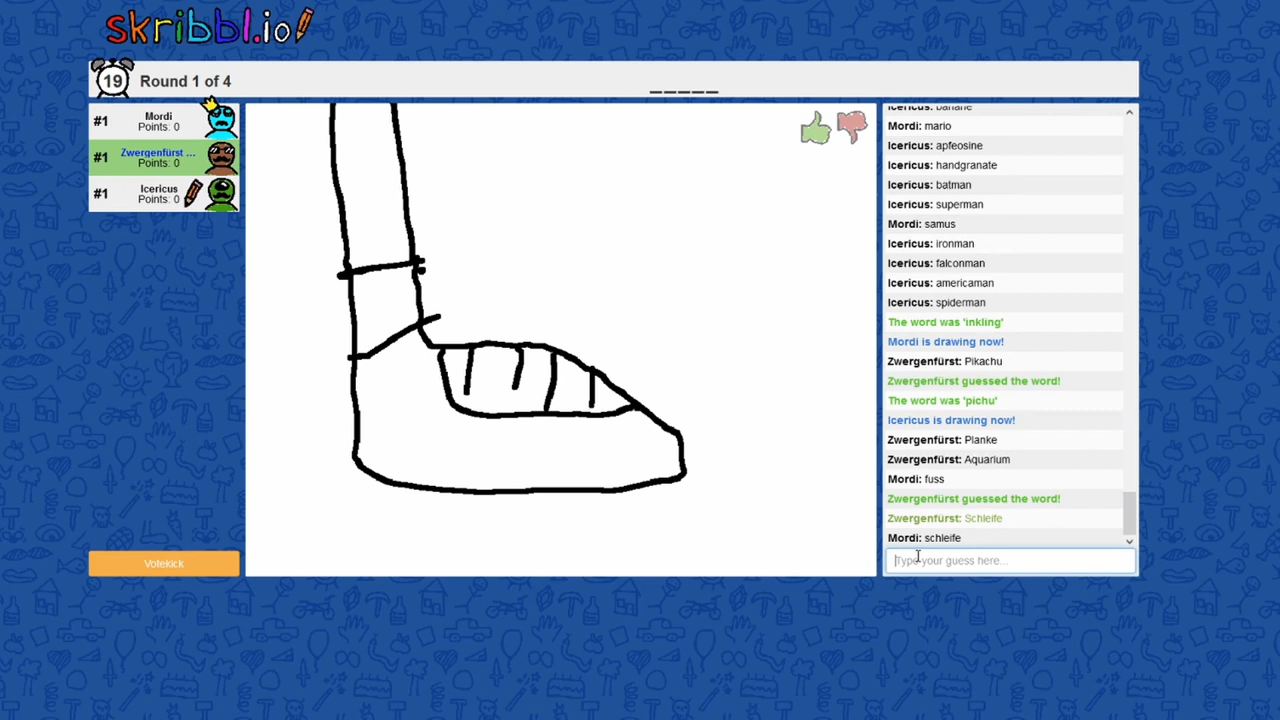 skribbl.io
19
Round 1 of 4
_____
#1 Mordi
Points: 0
#1 Zwergenfürst ...
Points: 0
#1 Icericus
Points: 0
Votekick
Icericus: banane
Mordi: mario
Icericus: apfeosine
Icericus: handgranate
Icericus: batman
Icericus: superman
Mordi: samus
Icericus: ironman
Icericus: falconman
Icericus: americaman
Icericus: spiderman
The word was 'inkling'
Mordi is drawing now!
Zwergenfürst: Pikachu
Zwergenfürst guessed the word!
The word was 'pichu'
Icericus is drawing now!
Zwergenfürst: Planke
Zwergenfürst: Aquarium
Mordi: fuss
Zwergenfürst guessed the word!
Zwergenfürst: Schleife
Mordi: schleife
Type your guess here...